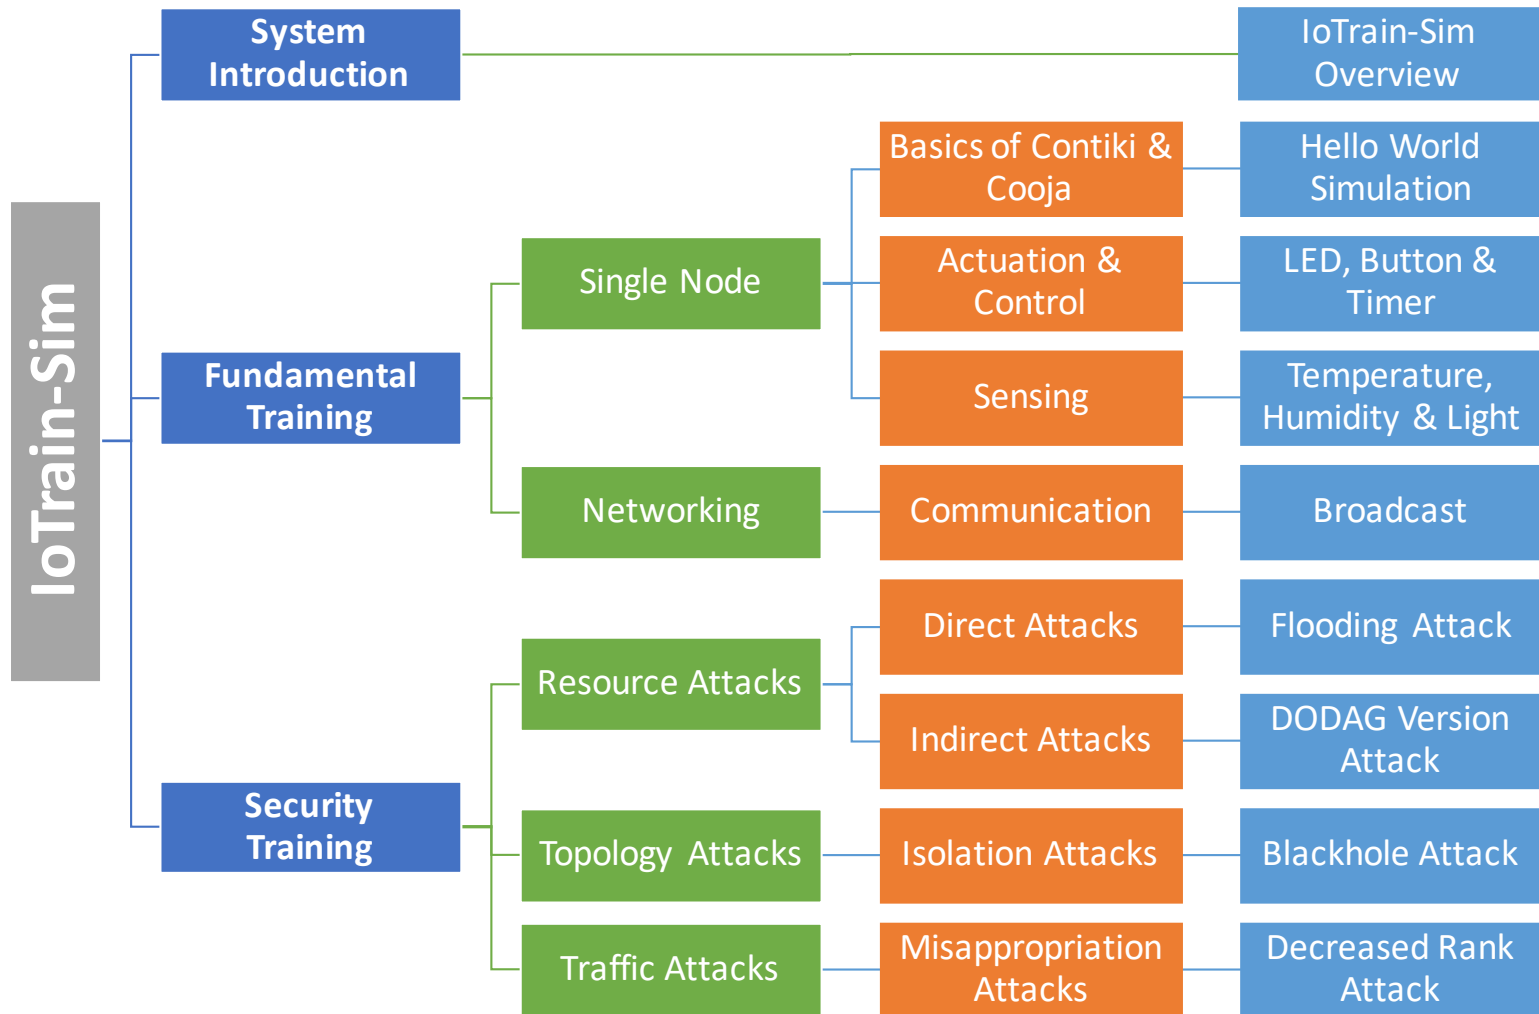 IoTrain-Sim
System
Introduction
IoTrain-Sim
Overview
Fundamental
Training
Single Node
Basics of Contiki &
Cooja
Hello World
Simulation
Actuation &
Control
LED, Button &
Timer
Sensing
Temperature,
Humidity & Light
Networking
Communication
Broadcast
Security
Training
Resource Attacks
Direct Attacks
Flooding Attack
Indirect Attacks
DODAG Version
Attack
Topology Attacks
Isolation Attacks
Blackhole Attack
Traffic Attacks
Misappropriation
Attacks
Decreased Rank
Attack